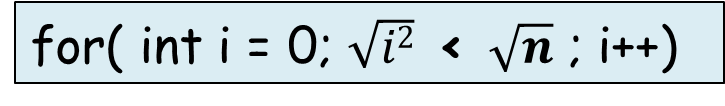 for( int i = 0; √i² < √n ; i++)